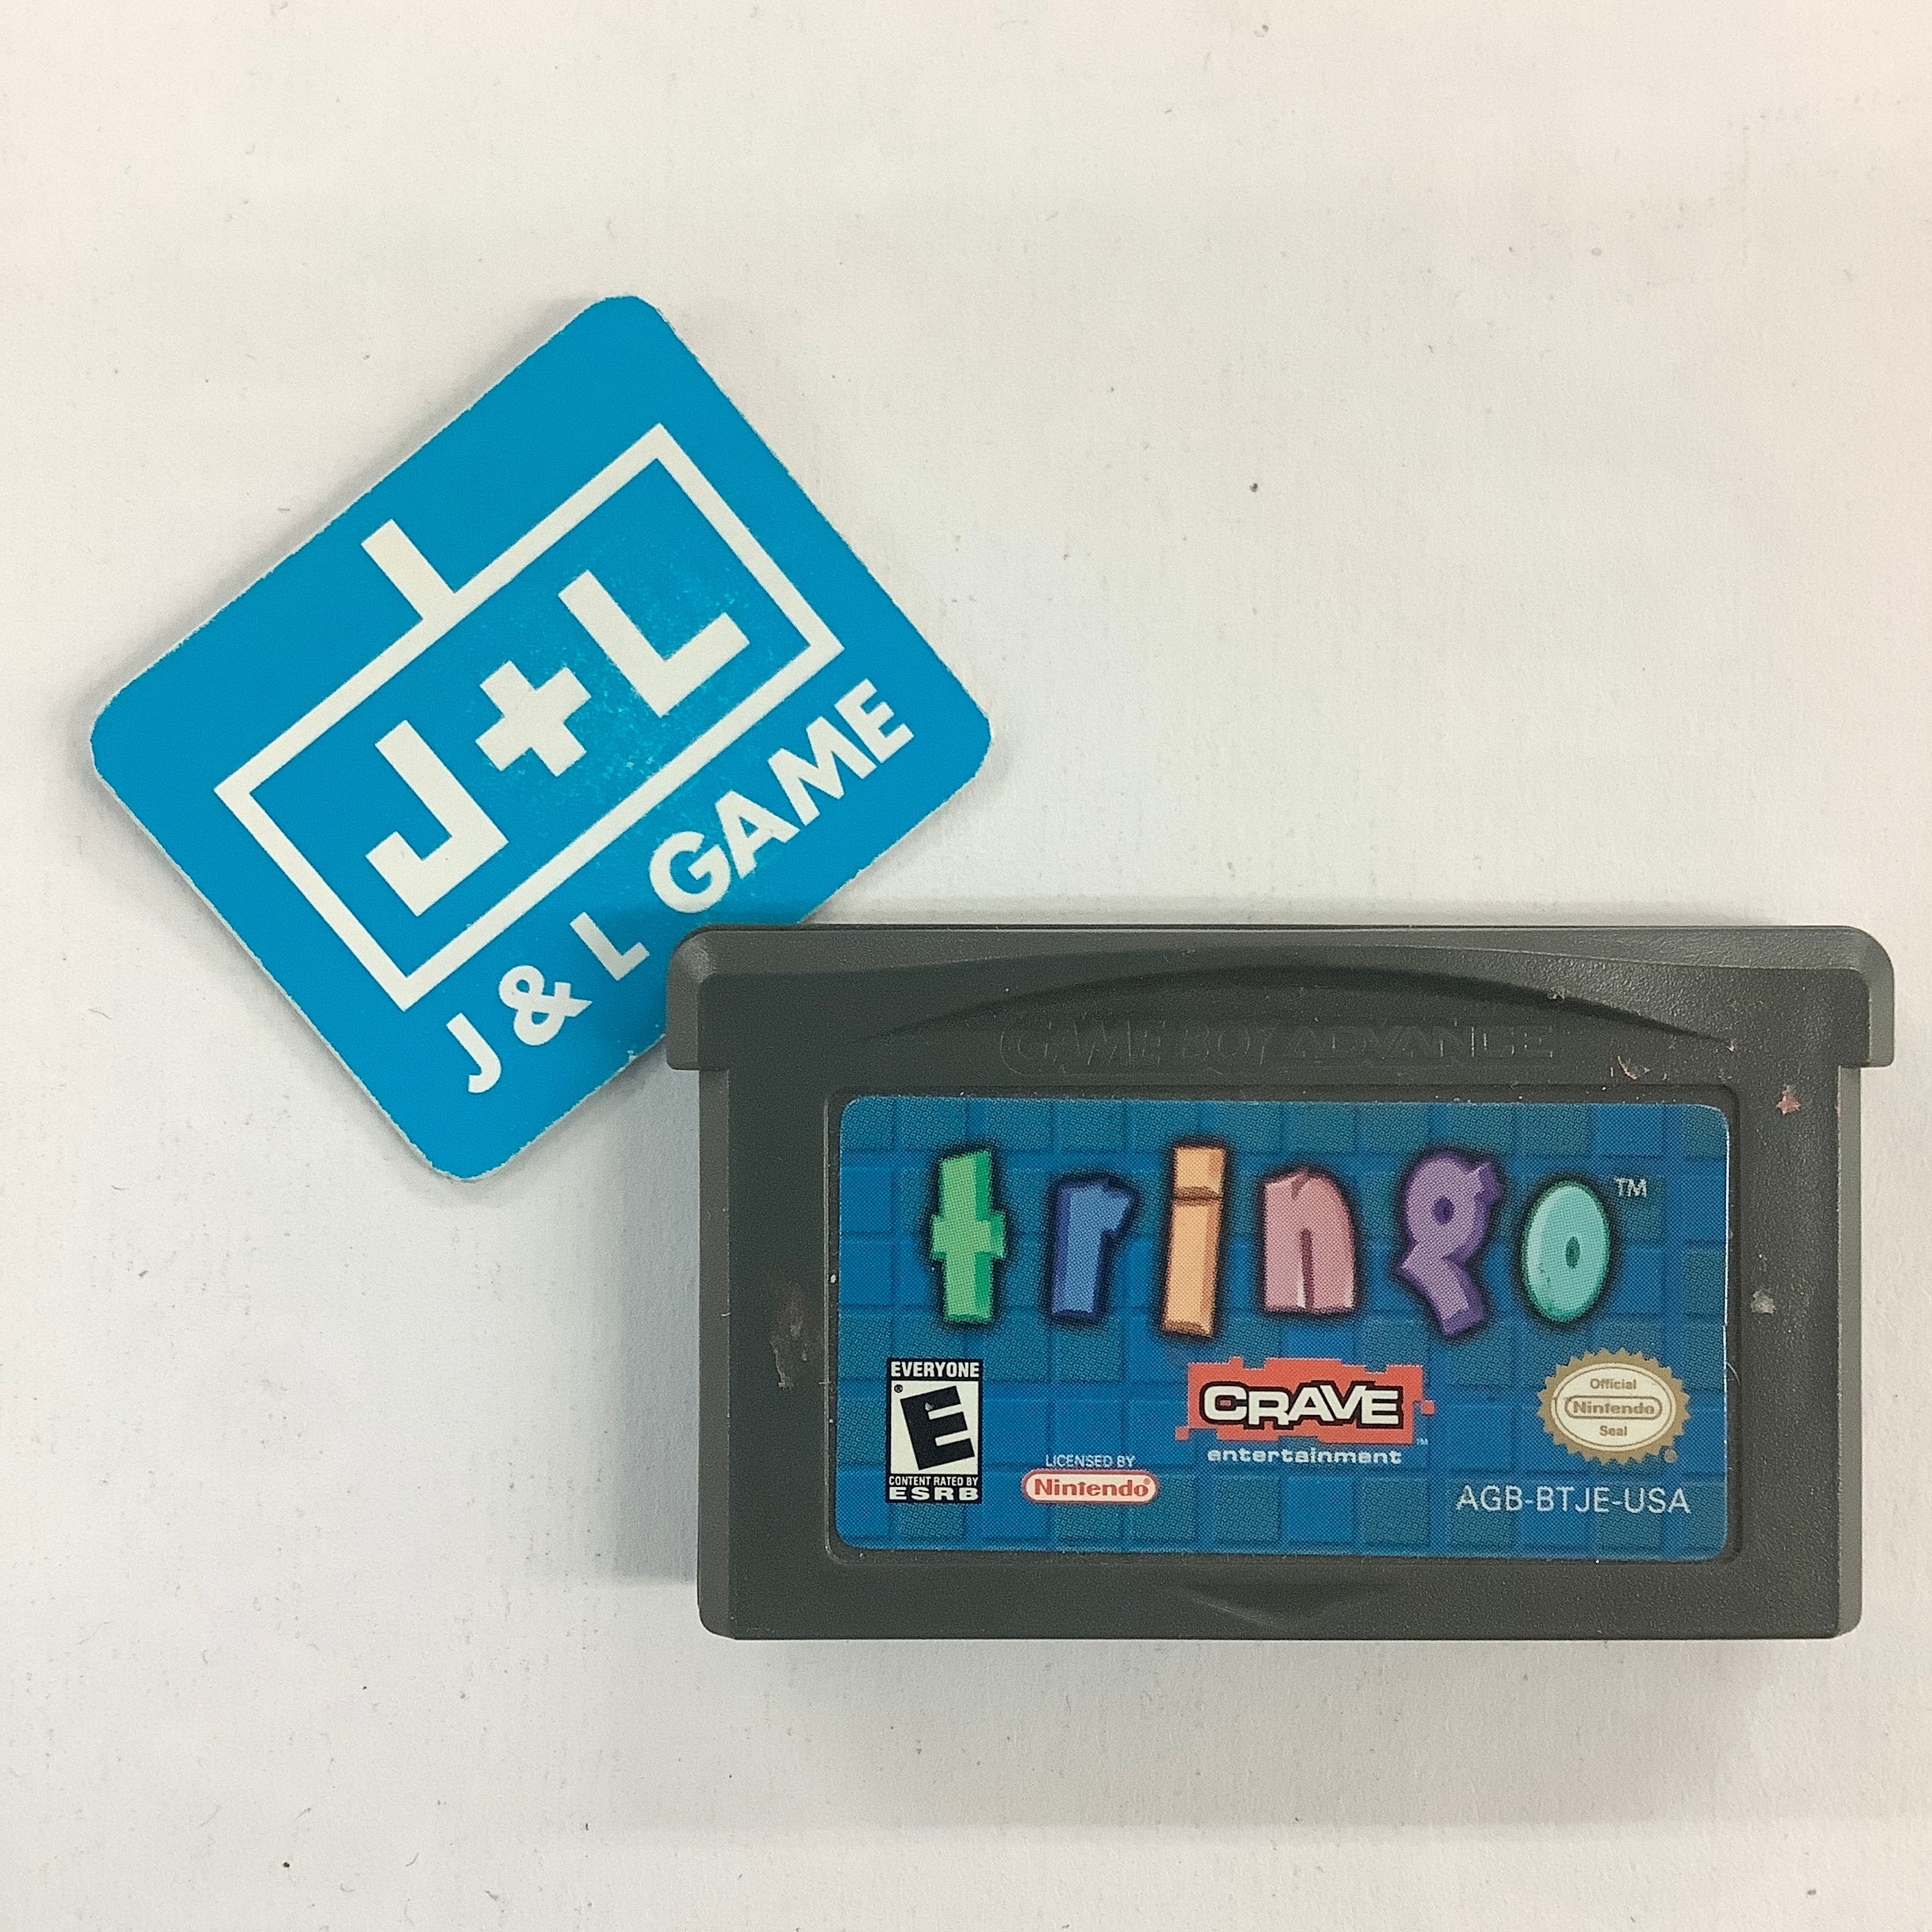 J+L
J & L GAME
GAME BOY ADVANCE
tringo™
EVERYONE
E®
CONTENT RATED BY
ESRB
LICENSED BY
Nintendo®
CRAVE
entertainment™
Official
Nintendo
Seal®
AGB-BTJE-USA